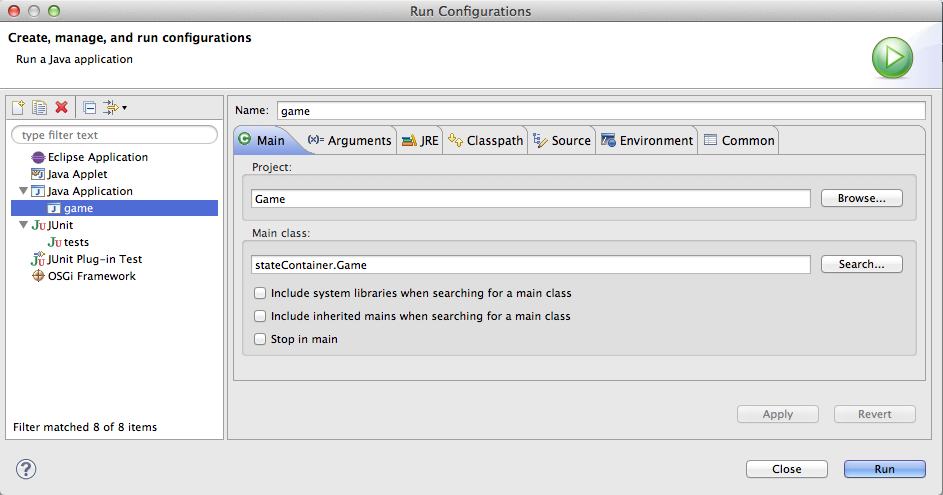 Run Configurations
Create, manage, and run configurations
Run a Java application
type filter text
Eclipse Application
Java Applet
Java Application
game
JUnit
tests
JUnit Plug-in Test
OSGi Framework
Filter matched 8 of 8 items
Name: game
Main (x)= Arguments JRE Classpath Source Environment Common
Project:
Game Browse...
Main class:
stateContainer.Game Search...
Include system libraries when searching for a main class
Include inherited mains when searching for a main class
Stop in main
Apply Revert
? Close Run